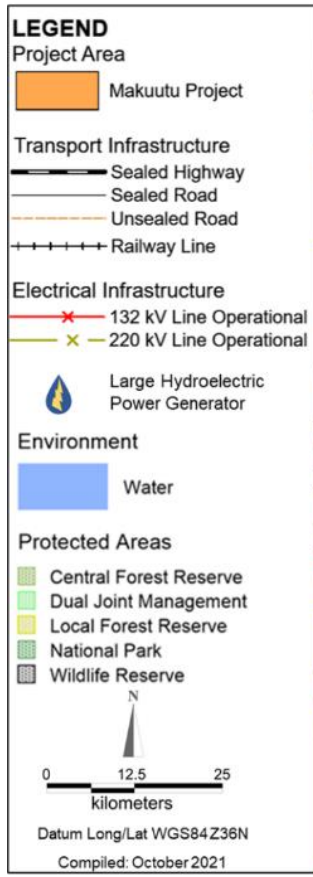 LEGEND
Project Area
Makuutu Project
Transport Infrastructure
Sealed Highway
Sealed Road
Unsealed Road
Railway Line
Electrical Infrastructure
132 kV Line Operational
220 kV Line Operational
Large Hydroelectric
Power Generator
Environment
Water
Protected Areas
Central Forest Reserve
Dual Joint Management
Local Forest Reserve
National Park
Wildlife Reserve
N
0 12.5 25
kilometers
Datum Long/Lat WGS84 Z36N
Compiled: October 2021